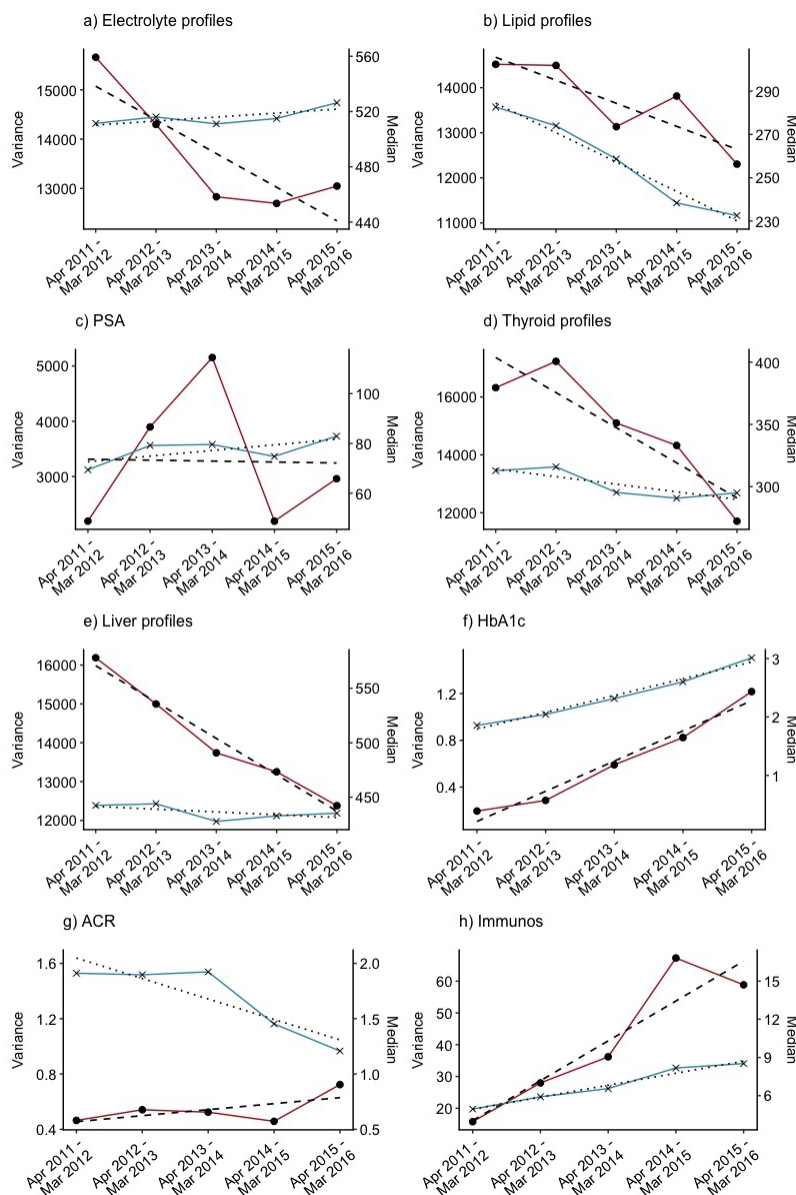 a) Electrolyte profiles
15000
14000
13000
Variance
560
520
480
440
Median
Apr 2011 -
Mar 2012
Apr 2012 -
Mar 2013
Apr 2013 -
Mar 2014
Apr 2014 -
Mar 2015
Apr 2015 -
Mar 2016
b) Lipid profiles
14000
13000
12000
11000
Variance
290
270
250
230
Median
Apr 2011 -
Mar 2012
Apr 2012 -
Mar 2013
Apr 2013 -
Mar 2014
Apr 2014 -
Mar 2015
Apr 2015 -
Mar 2016
c) PSA
5000
4000
3000
Variance
100
80
60
Median
Apr 2011 -
Mar 2012
Apr 2012 -
Mar 2013
Apr 2013 -
Mar 2014
Apr 2014 -
Mar 2015
Apr 2015 -
Mar 2016
d) Thyroid profiles
16000
14000
12000
Variance
400
350
300
Median
Apr 2011 -
Mar 2012
Apr 2012 -
Mar 2013
Apr 2013 -
Mar 2014
Apr 2014 -
Mar 2015
Apr 2015 -
Mar 2016
e) Liver profiles
16000
15000
14000
13000
12000
Variance
550
500
450
Median
Apr 2011 -
Mar 2012
Apr 2012 -
Mar 2013
Apr 2013 -
Mar 2014
Apr 2014 -
Mar 2015
Apr 2015 -
Mar 2016
f) HbA1c
1.2
0.8
0.4
Variance
3
2
1
Median
Apr 2011 -
Mar 2012
Apr 2012 -
Mar 2013
Apr 2013 -
Mar 2014
Apr 2014 -
Mar 2015
Apr 2015 -
Mar 2016
g) ACR
1.6
1.2
0.8
0.4
Variance
2.0
1.5
1.0
0.5
Median
Apr 2011 -
Mar 2012
Apr 2012 -
Mar 2013
Apr 2013 -
Mar 2014
Apr 2014 -
Mar 2015
Apr 2015 -
Mar 2016
h) Immunos
60
50
40
30
20
Variance
15
12
9
6
Median
Apr 2011 -
Mar 2012
Apr 2012 -
Mar 2013
Apr 2013 -
Mar 2014
Apr 2014 -
Mar 2015
Apr 2015 -
Mar 2016